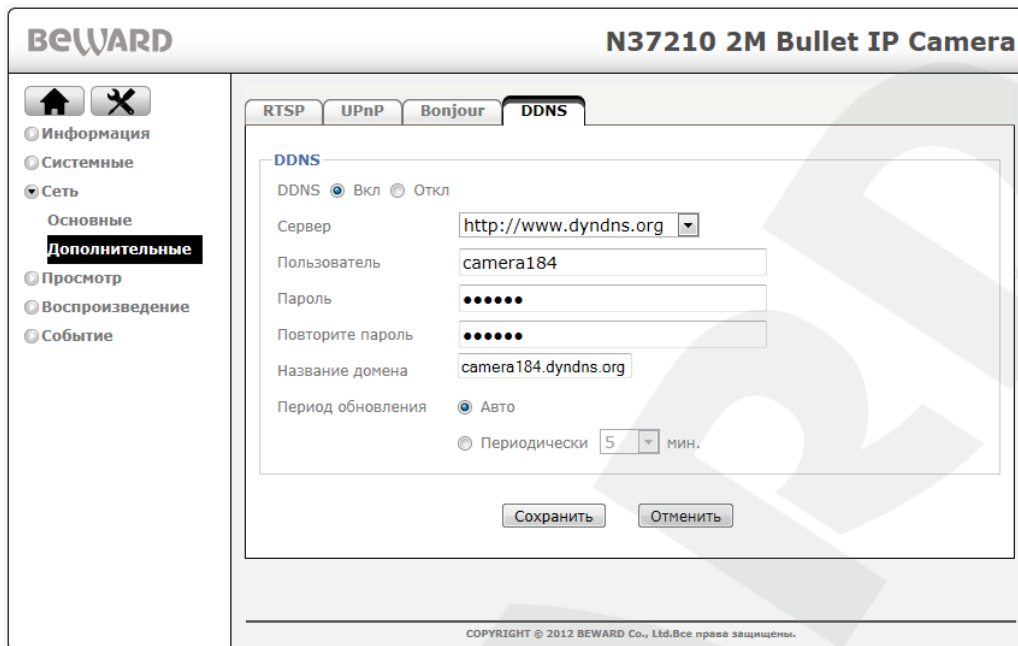 BEWARD
N37210 2M Bullet IP Camera
Информация
Системные
Сеть
Основные
Дополнительные
Просмотр
Воспроизведение
Событие
RTSP UPnP Bonjour DDNS
DDNS
DDNS Вкл Откл
Сервер http://www.dyndns.org
Пользователь camera184
Пароль ●●●●●●
Повторите пароль ●●●●●●
Название домена camera184.dyndns.org
Период обновления Авто
Периодически 5 мин.
Сохранить Отменить
COPYRIGHT © 2012 BEWARD Co., Ltd.Все права защищены.